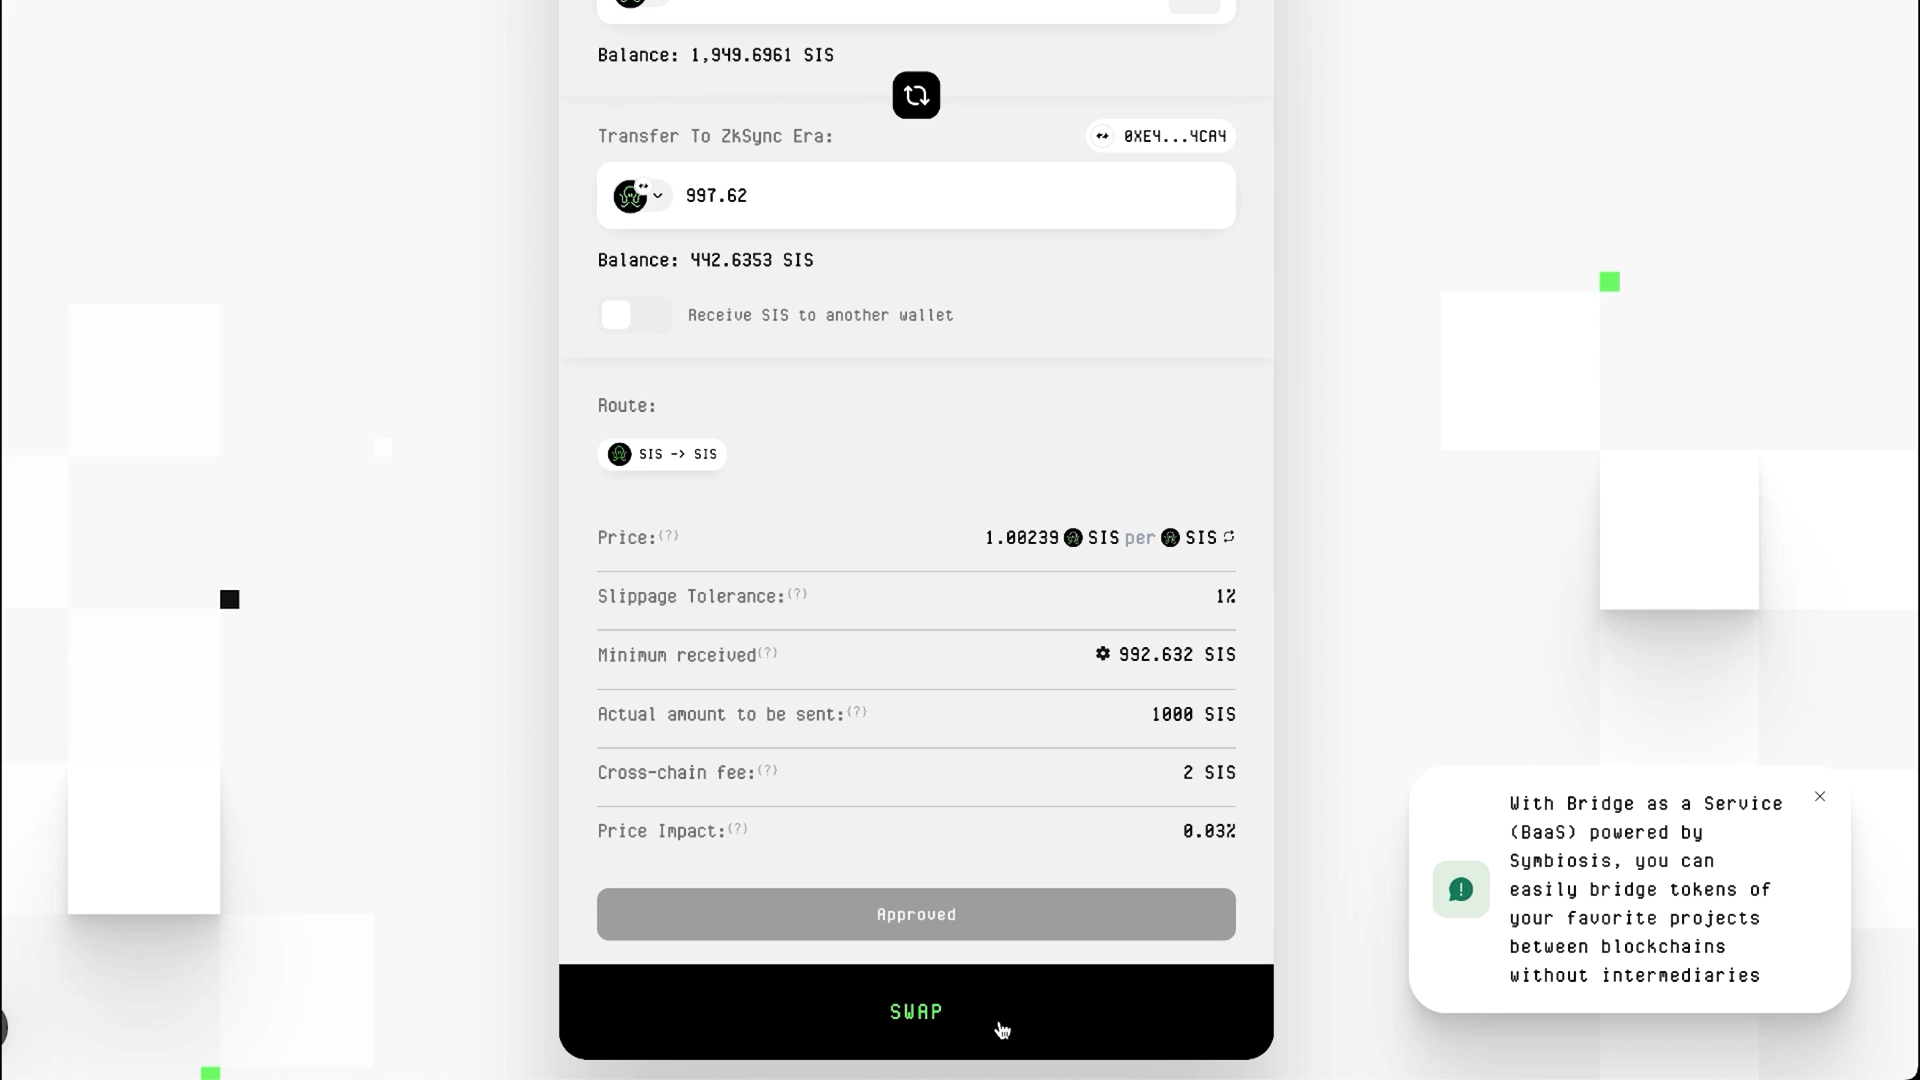 Balance: 1,949.6961 SIS
Transfer To ZkSync Era:
0XE4...4CA4
997.62
Balance: 442.6353 SIS
Receive SIS to another wallet
Route:
SIS -> SIS
Price:(?) 1.00239 SIS per SIS
Slippage Tolerance:(?) 1%
Minimum received(?) 992.632 SIS
Actual amount to be sent:(?) 1000 SIS
Cross-chain fee:(?) 2 SIS
Price Impact:(?) 0.03%
Approved
SWAP
With Bridge as a Service
(BaaS) powered by
Symbiosis, you can
easily bridge tokens of
your favorite projects
between blockchains
without intermediaries